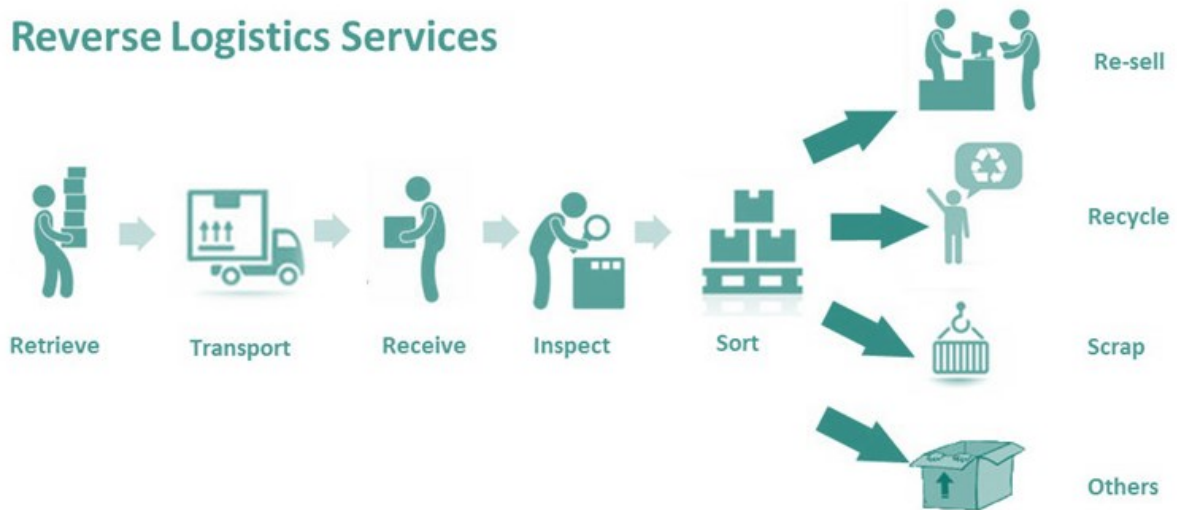 Reverse Logistics Services
Re-sell
Recycle
Retrieve
Transport
Receive
Inspect
Sort
Scrap
Others